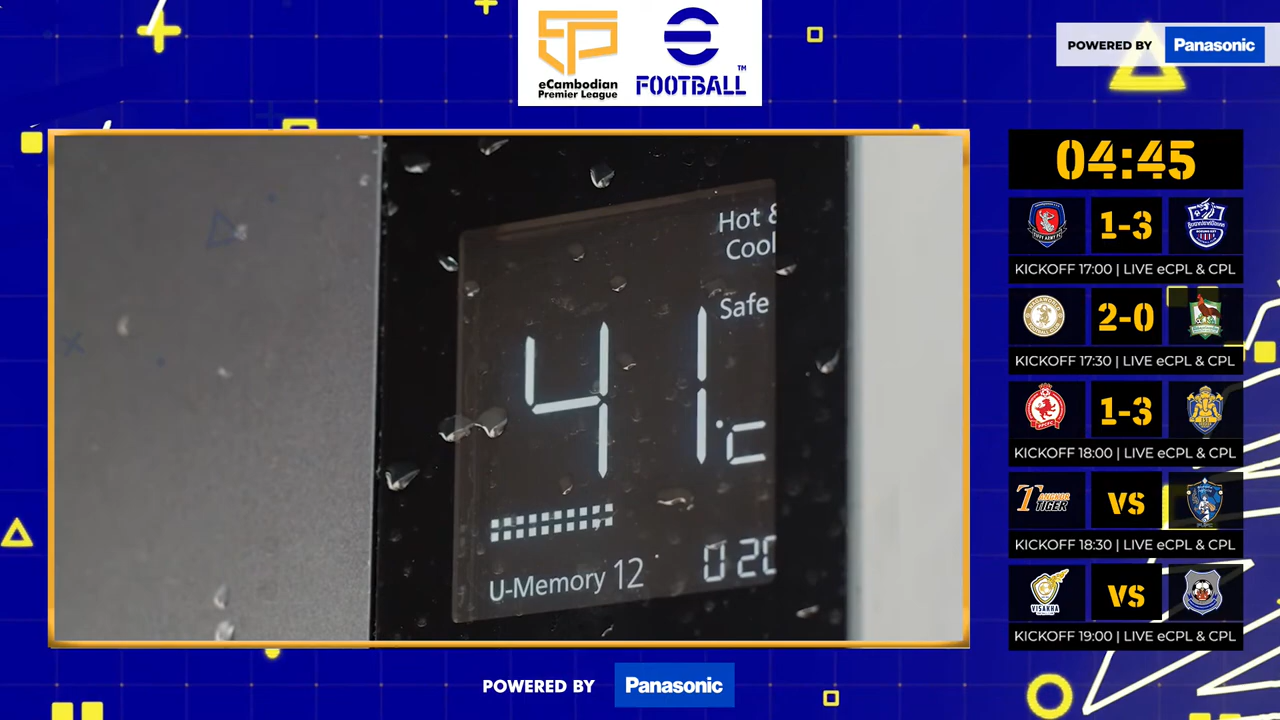 eCambodian
Premier League
FOOTBALL™
POWERED BY Panasonic
Hot &
Cool
Safe
41°C
U-Memory 12
0 20
04:45
1-3
KICKOFF 17:00 | LIVE eCPL & CPL
2-0
KICKOFF 17:30 | LIVE eCPL & CPL
1-3
KICKOFF 18:00 | LIVE eCPL & CPL
ANGKOR
TIGER
VS
KICKOFF 18:30 | LIVE eCPL & CPL
VISAKHA
VS
KICKOFF 19:00 | LIVE eCPL & CPL
POWERED BY Panasonic